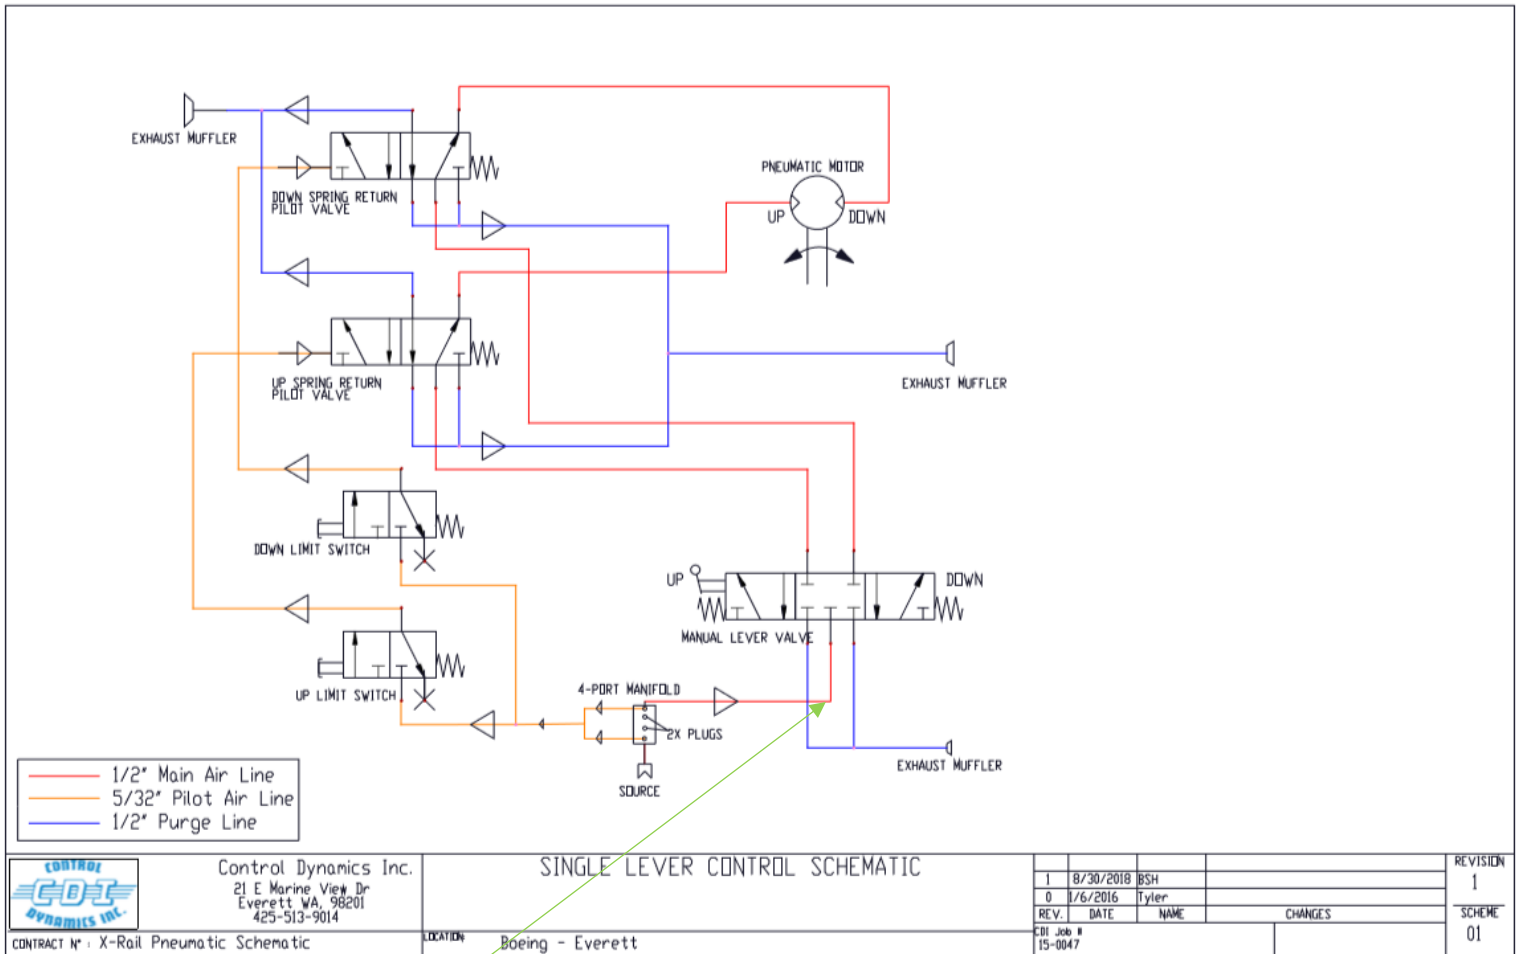 EXHAUST MUFFLER
DOWN SPRING RETURN
PILOT VALVE
PNEUMATIC MOTOR
UP
DOWN
UP SPRING RETURN
PILOT VALVE
EXHAUST MUFFLER
DOWN LIMIT SWITCH
UP
DOWN
MANUAL LEVER VALVE
UP LIMIT SWITCH
4-PORT MANIFOLD
2X PLUGS
SOURCE
EXHAUST MUFFLER
1/2" Main Air Line
5/32" Pilot Air Line
1/2" Purge Line
CONTROL
CDI
DYNAMICS INC.
Control Dynamics Inc.
21 E Marine View Dr
Everett WA, 98201
425-513-9014
CONTRACT N° : X-Rail Pneumatic Schematic
SINGLE LEVER CONTROL SCHEMATIC
LOCATION: Boeing - Everett
1 8/30/2018 BSH
0 1/6/2016 Tyler
REV. DATE NAME CHANGES
CDI Job #
15-0047
REVISION
1
SCHEME
01